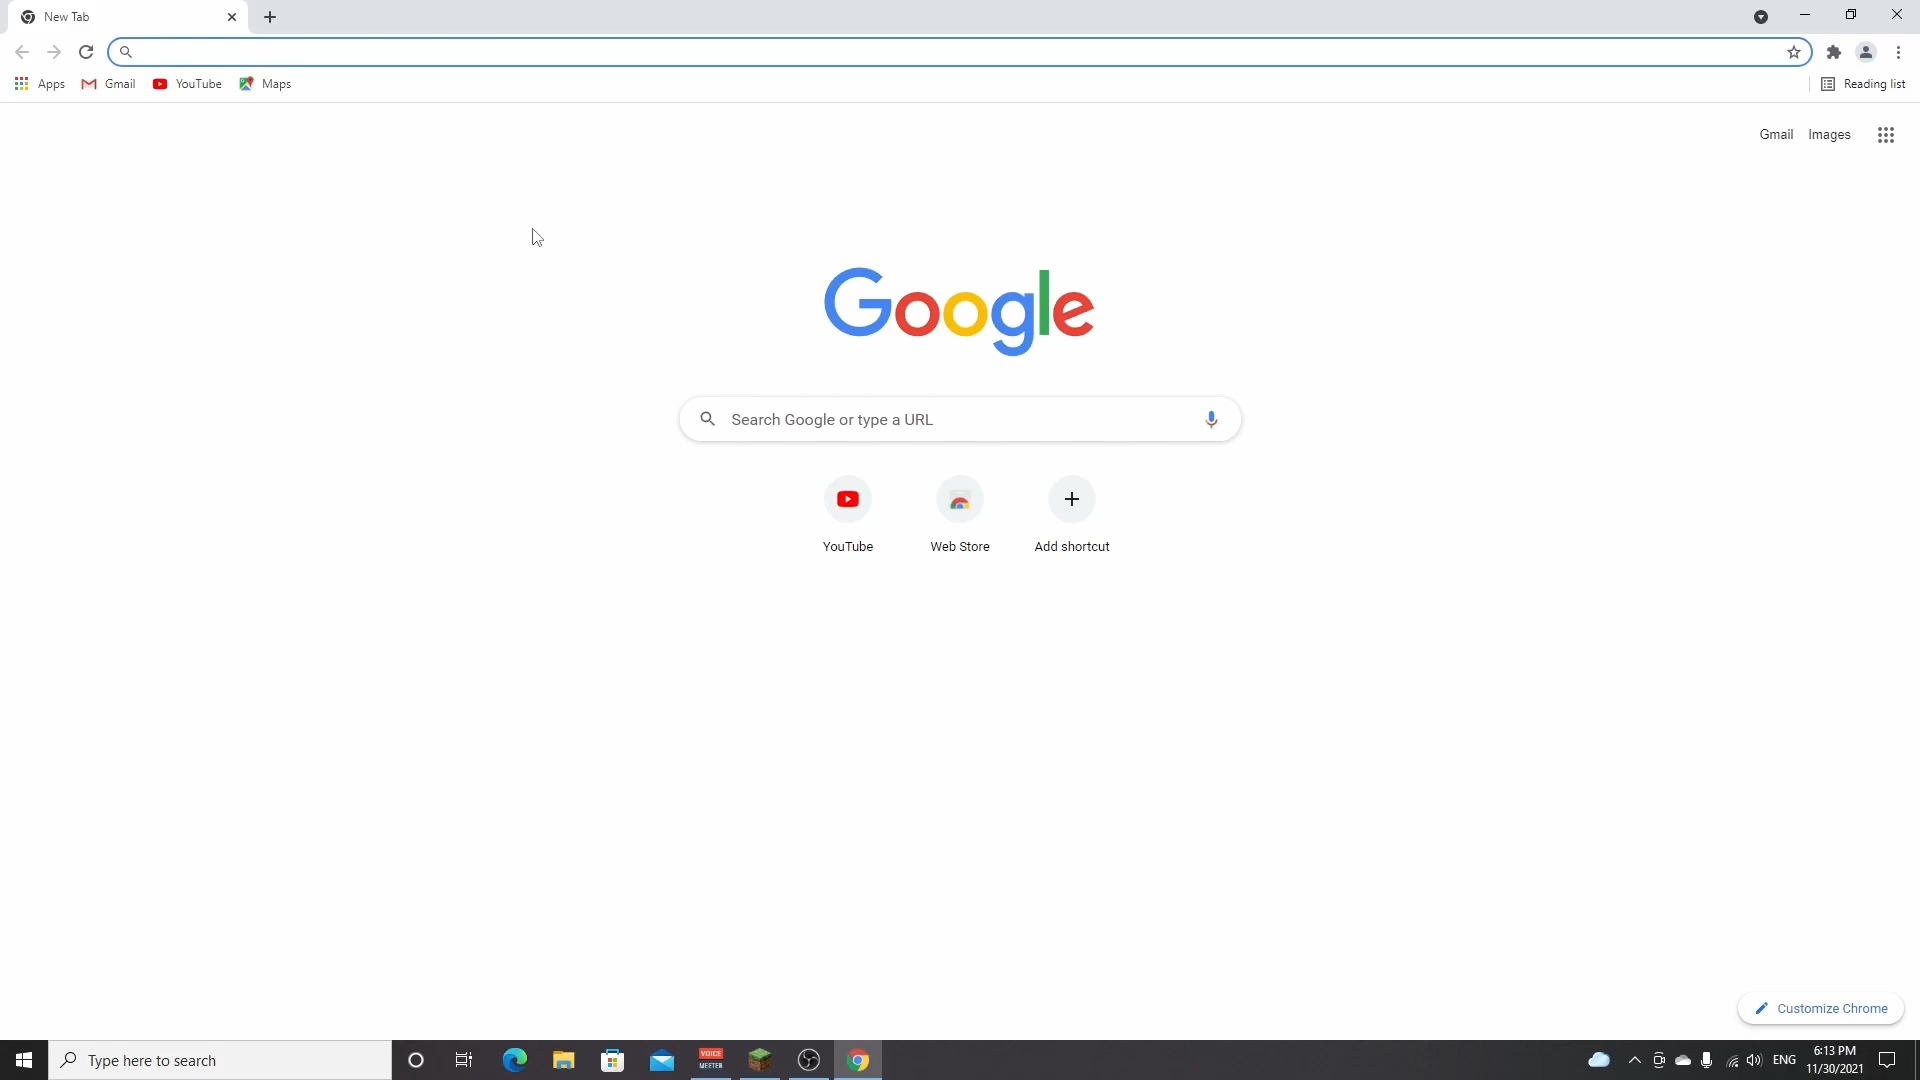 New Tab
Apps Gmail YouTube Maps Reading list
Gmail Images
Google
Search Google or type a URL
YouTube Web Store Add shortcut
Customize Chrome
Type here to search VOICE MEETER ENG 6:13 PM
11/30/2021